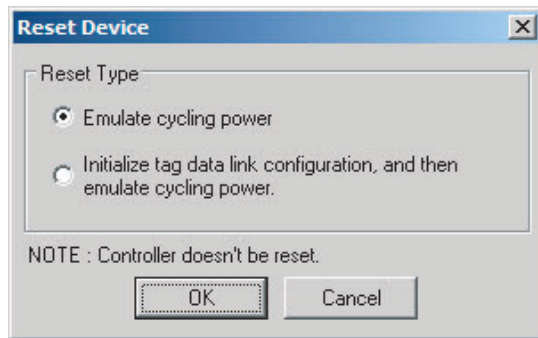 Reset Device
Reset Type
Emulate cycling power
Initialize tag data link configuration, and then
emulate cycling power.
NOTE : Controller doesn't be reset.
OK
Cancel